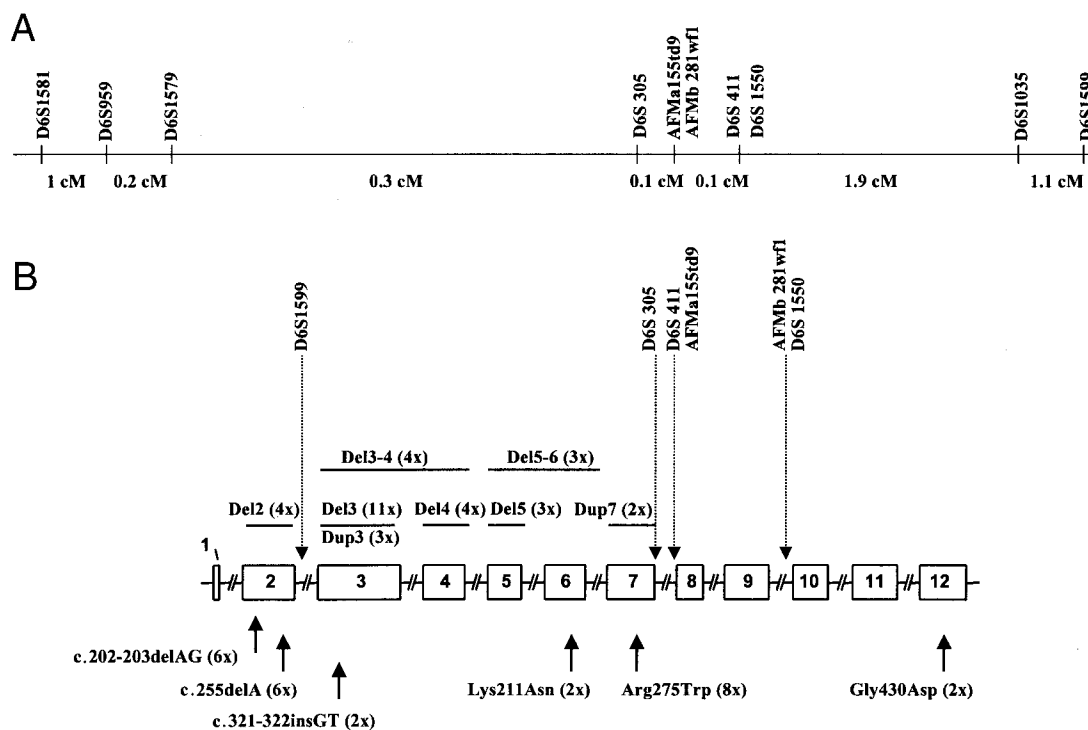 A
D6S1581
D6S959
D6S1579
D6S 305
AFMa155td9
AFMb 281wf1
D6S 411
D6S 1550
D6S1035
D6S1599
1 cM
0.2 cM
0.3 cM
0.1 cM
0.1 cM
1.9 cM
1.1 cM
B
D6S1599
D6S 305
D6S 411
AFMa155td9
AFMb 281wf1
D6S 1550
Del3-4 (4x)
Del5-6 (3x)
Del2 (4x)
Del3 (11x)
Del4 (4x)
Del5 (3x)
Dup7 (2x)
Dup3 (3x)
1
2
3
4
5
6
7
8
9
10
11
12
c.202-203delAG (6x)
c.255delA (6x)
c.321-322insGT (2x)
Lys211Asn (2x)
Arg275Trp (8x)
Gly430Asp (2x)